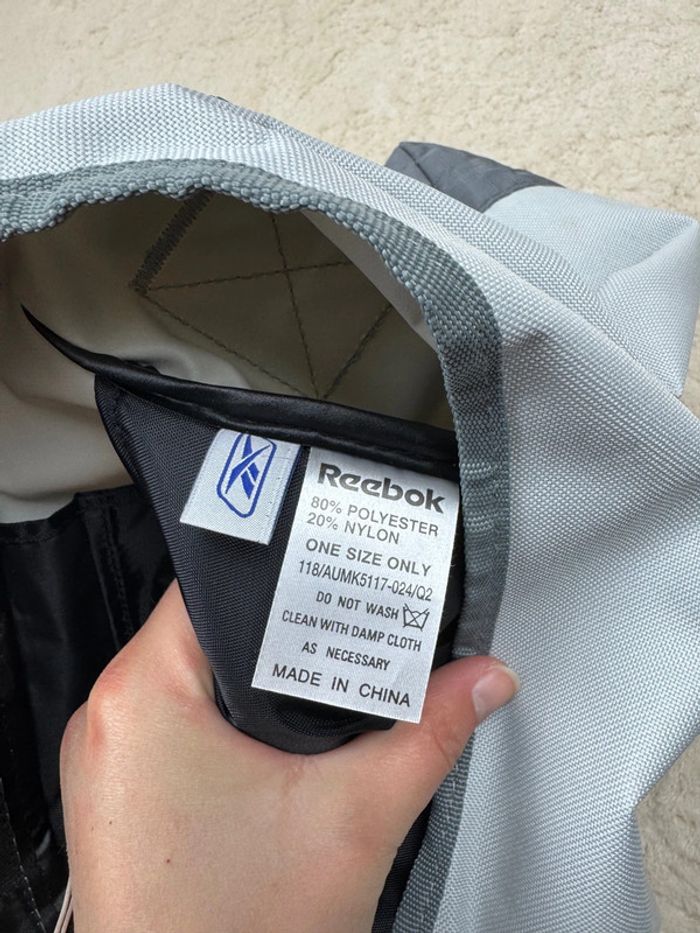 Reebok
80% POLYESTER
20% NYLON
ONE SIZE ONLY
118/AUMK5117-024/Q2
DO NOT WASH
CLEAN WITH DAMP CLOTH
AS NECESSARY
MADE IN CHINA